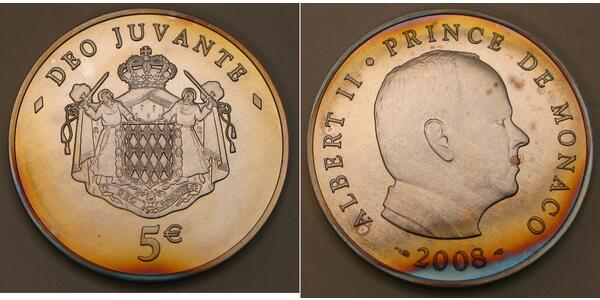 DEO JUVANTE
5€
ALBERT II · PRINCE DE MONACO
2008